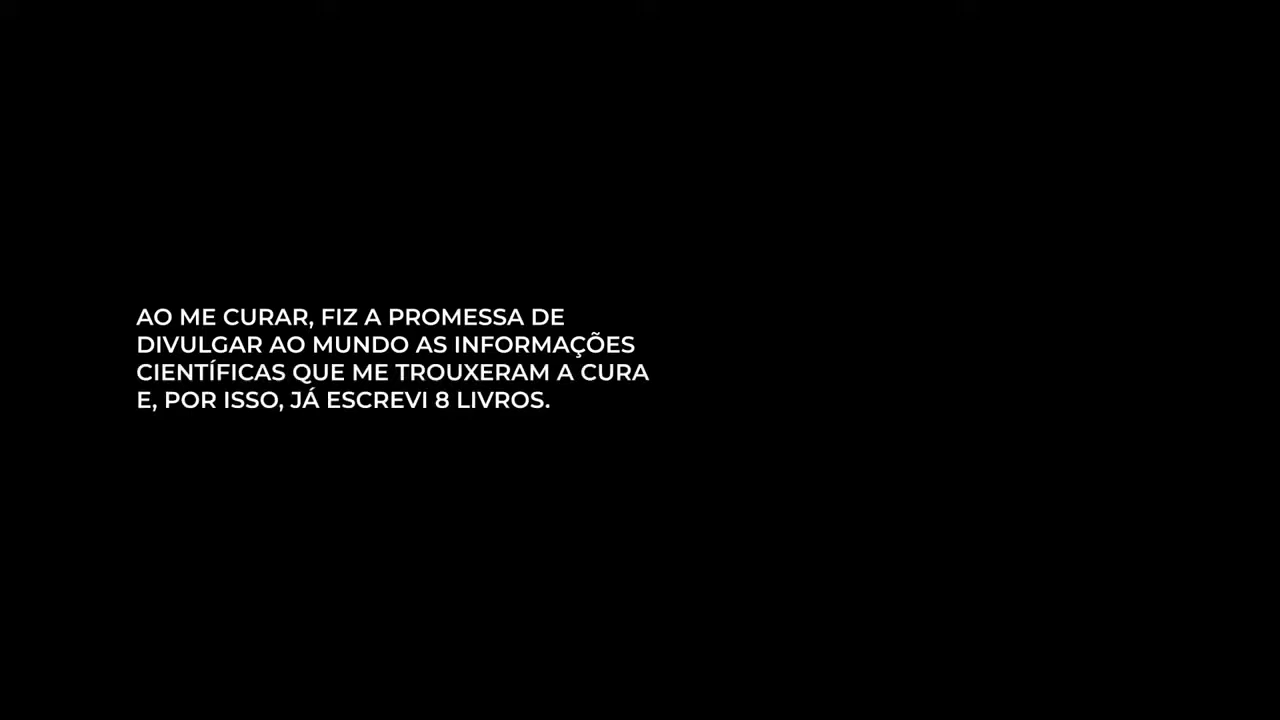 AO ME CURAR, FIZ A PROMESSA DE
DIVULGAR AO MUNDO AS INFORMAÇÕES
CIENTÍFICAS QUE ME TROUXERAM A CURA
E, POR ISSO, JÁ ESCREVI 8 LIVROS.